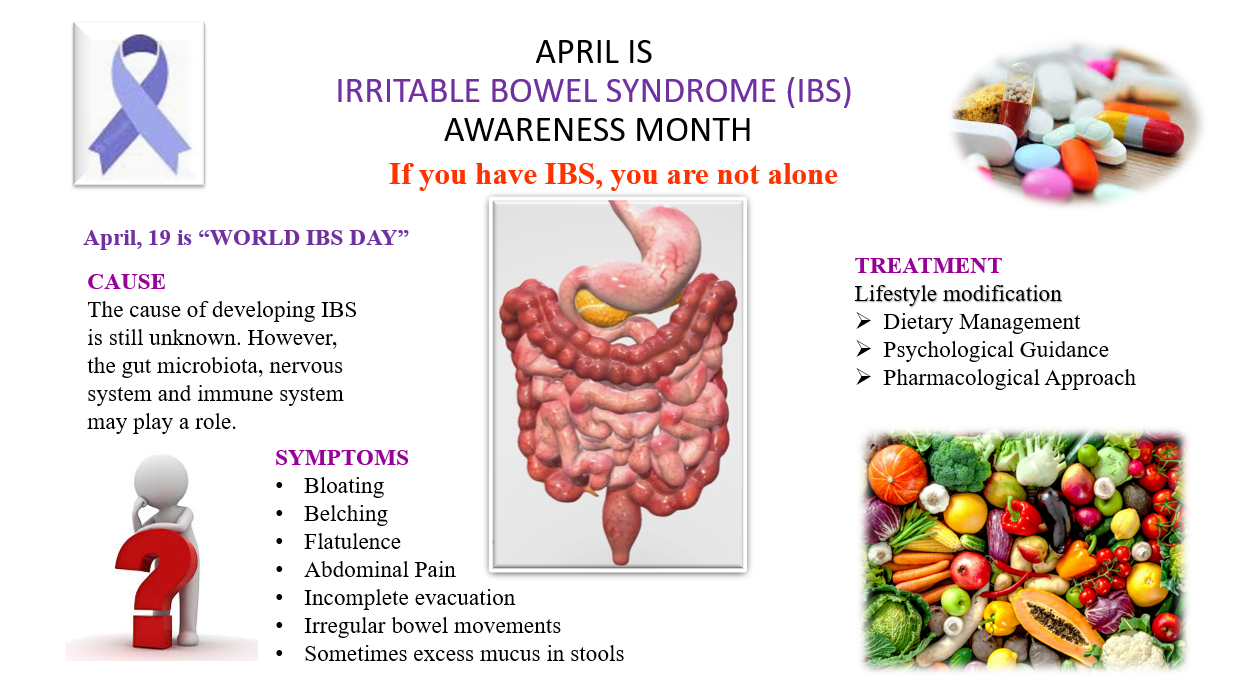 APRIL IS
IRRITABLE BOWEL SYNDROME (IBS)
AWARENESS MONTH
If you have IBS, you are not alone
April, 19 is “WORLD IBS DAY”
CAUSE
The cause of developing IBS
is still unknown. However,
the gut microbiota, nervous
system and immune system
may play a role.
SYMPTOMS
• Bloating
• Belching
• Flatulence
• Abdominal Pain
• Incomplete evacuation
• Irregular bowel movements
• Sometimes excess mucus in stools
TREATMENT
Lifestyle modification
➢ Dietary Management
➢ Psychological Guidance
➢ Pharmacological Approach